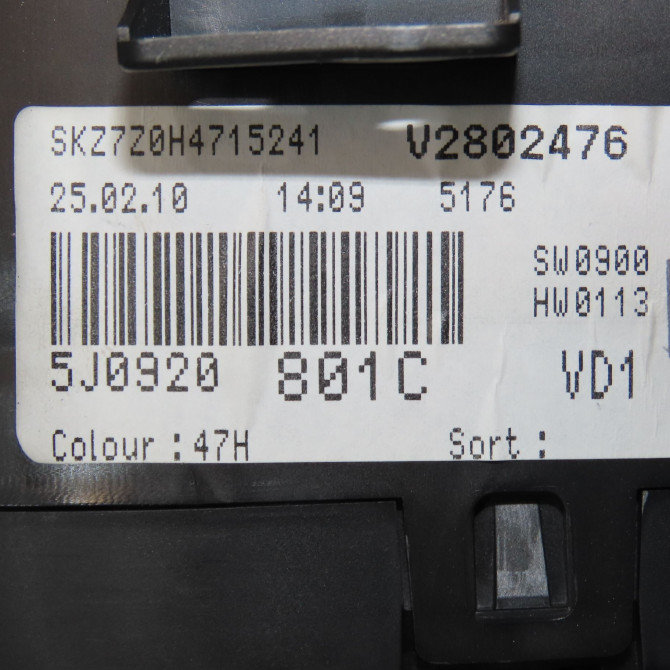 SKZ7Z0H4715241 V2802476
25.02.10 14:09 5176
SW0900
HW0113
5J0920 801C VD1
Colour : 47H Sort :